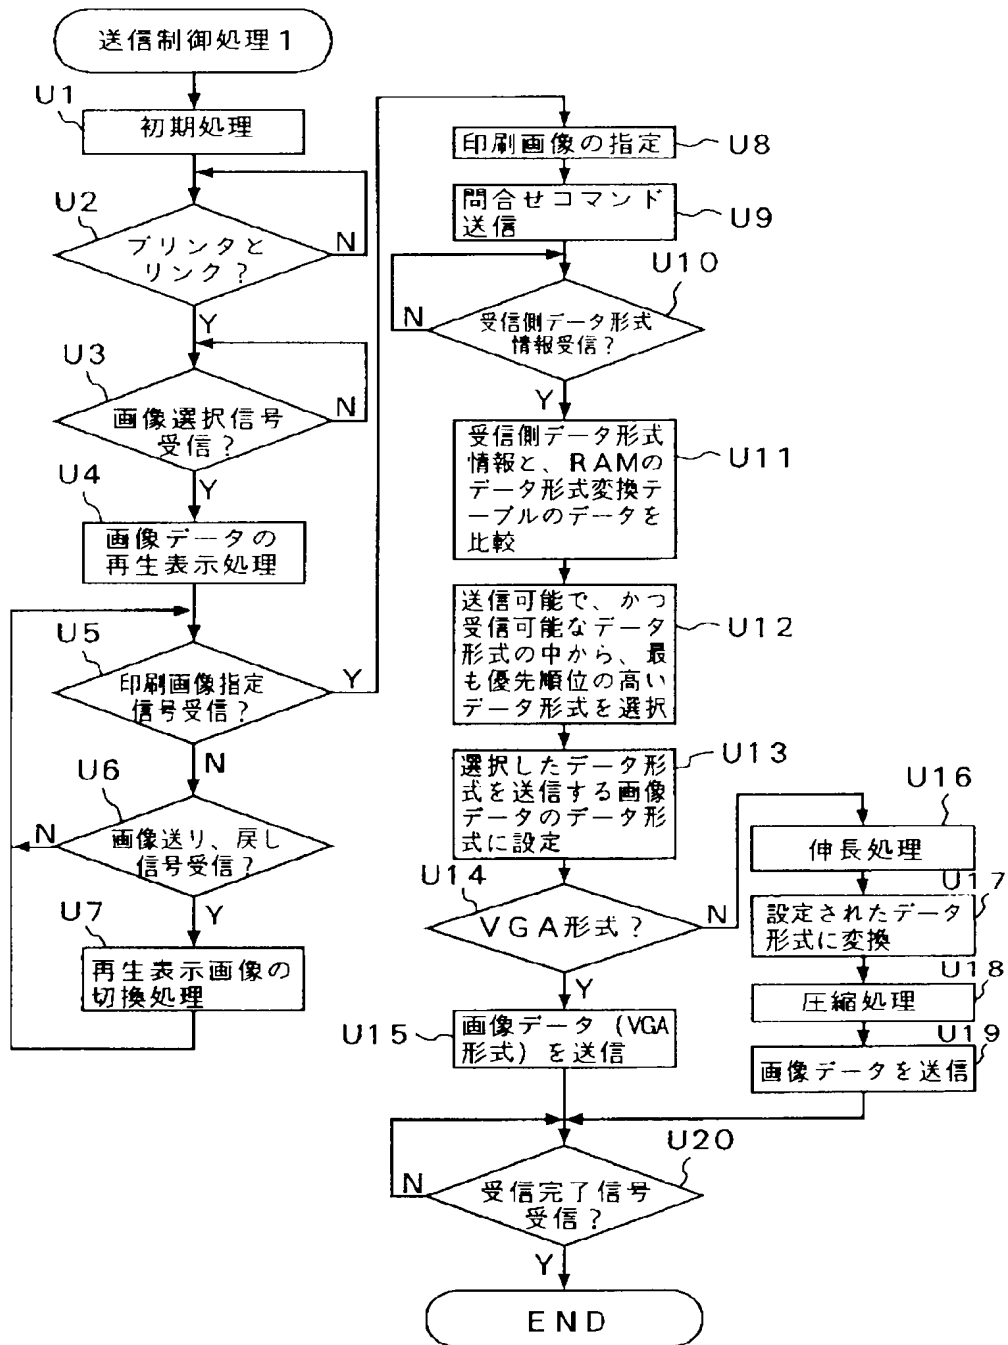 送信制御処理1
U1
初期処理
U2
プリンタと
リンク？
N
Y
U3
画像選択信号
受信？
N
Y
U4
画像データの
再生表示処理
U5
印刷画像指定
信号受信？
Y
N
U6
画像送り、戻し
信号受信？
N
Y
U7
再生表示画像の
切換処理
印刷画像の指定
U8
問合せコマンド
送信
U9
U10
受信側データ形式
情報受信？
N
Y
受信側データ形式
情報と、RAMの
データ形式変換テ
ーブルのデータを
比較
U11
送信可能で、かつ
受信可能なデータ
形式の中から、最
も優先順位の高い
データ形式を選択
U12
選択したデータ形
式を送信する画像
データのデータ形
式に設定
U13
U14
VGA形式？
N
Y
U15
画像データ（VGA
形式）を送信
U16
伸長処理
U17
設定されたデータ
形式に変換
U18
圧縮処理
U19
画像データを送信
U20
受信完了信号
受信？
N
Y
END